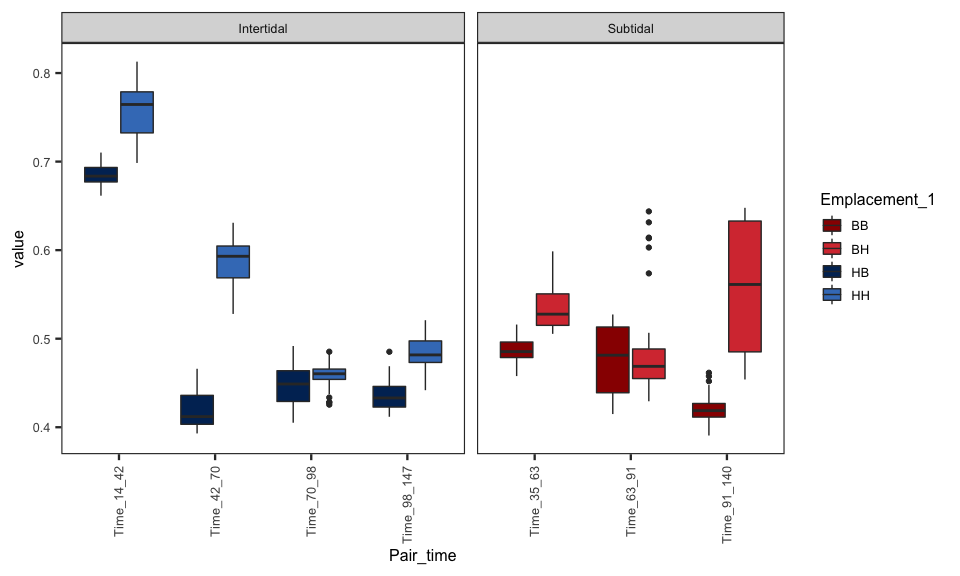 Intertidal
Subtidal
value
0.8
0.7
0.6
0.5
0.4
Time_14_42
Time_42_70
Time_70_98
Time_98_147
Time_35_63
Time_63_91
Time_91_140
Pair_time
Emplacement_1
BB
BH
HB
HH